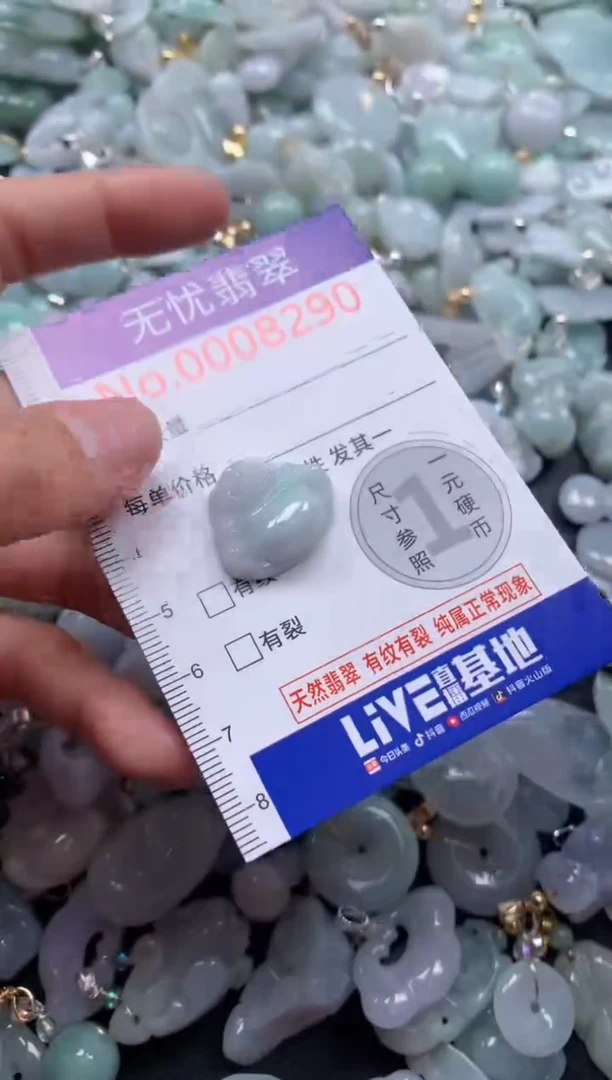 无忧翡翠
No.0008290
量
每单价格 性发其一
尺寸参照
1
一元硬币
4
5
6
7
8
有纹
有裂
天然翡翠 有纹有裂 纯属正常现象
LiVE直播基地
今日头条 抖音 西瓜视频 抖音火山版